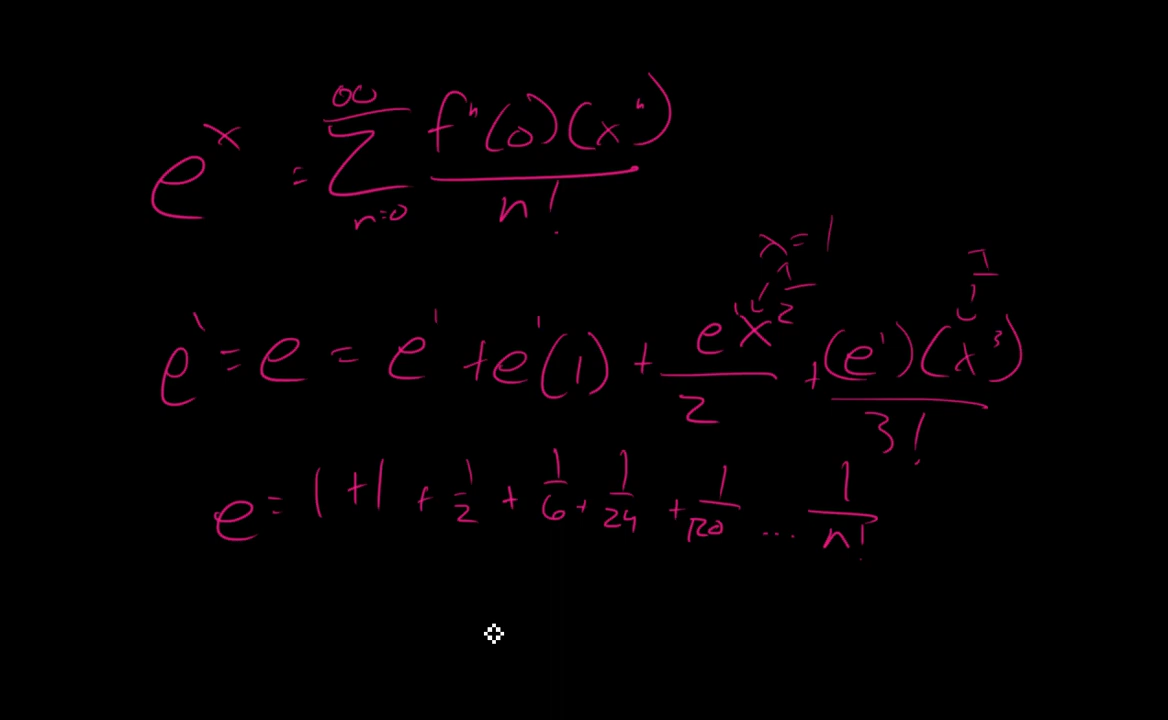 e^x = ∑_{n=0}^{∞} f^n(0)(x^n) / n!
x = 1
e^1 = e = e^1 + e^1(1) + e^1x^2 / 2 + (e^1)(x^3) / 3!
e = 1 + 1 + 1/2 + 1/6 + 1/24 + 1/120 ... 1/n!